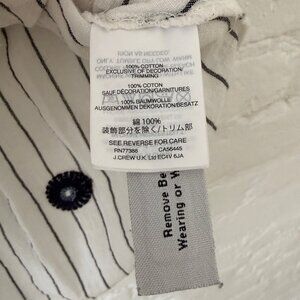 100% COTTON
EXCLUSIVE OF DECORATION/
TRIMMING
100% COTON
SAUF DÉCORATION/GARNITURES
100% BAUMWOLLE
AUSGENOMMEN DEKORATION/BESATZ
綿 100%
装飾部分を除く/トリム部
SEE REVERSE FOR CARE
RN77388 CA56445
J.CREW U.K. Ltd EC4V 6JA
Remove Be
Wearing or W